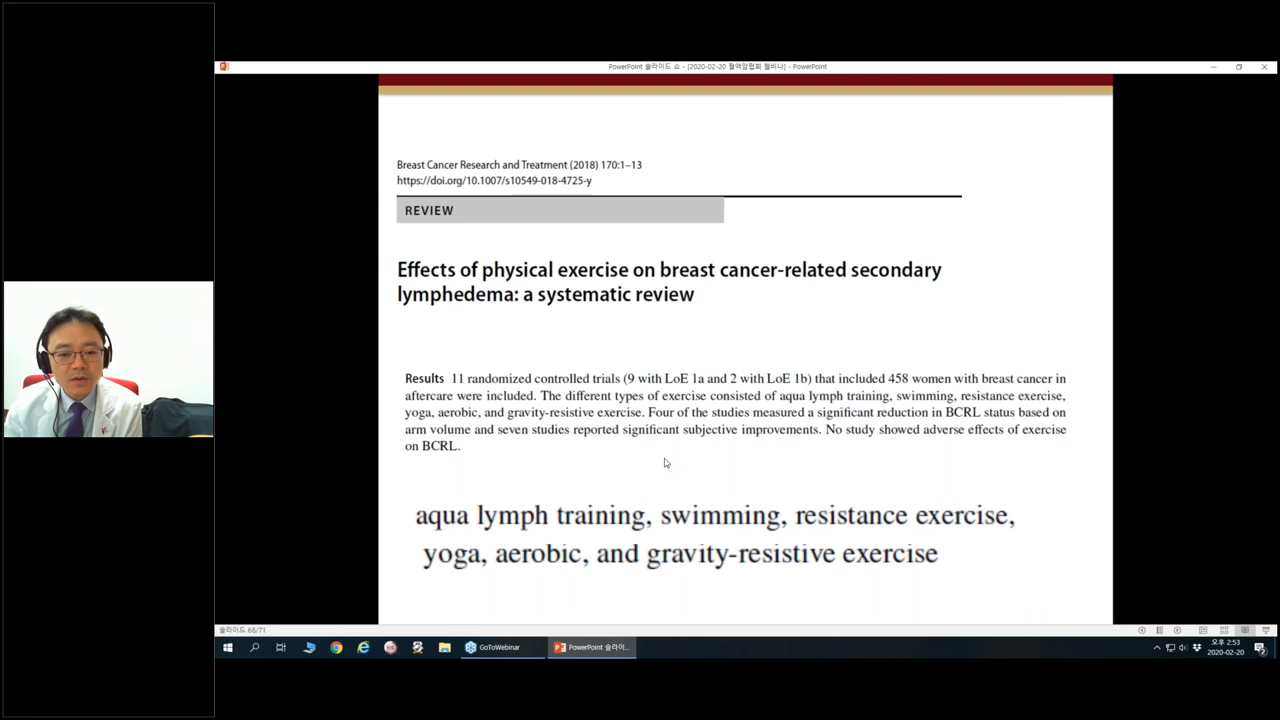 PowerPoint 슬라이드 쇼 - [2020-02-20 혈액암협회 웹비나] - PowerPoint
Breast Cancer Research and Treatment (2018) 170:1–13
https://doi.org/10.1007/s10549-018-4725-y
REVIEW
Effects of physical exercise on breast cancer-related secondary
lymphedema: a systematic review
Results 11 randomized controlled trials (9 with LoE 1a and 2 with LoE 1b) that included 458 women with breast cancer in
aftercare were included. The different types of exercise consisted of aqua lymph training, swimming, resistance exercise,
yoga, aerobic, and gravity-resistive exercise. Four of the studies measured a significant reduction in BCRL status based on
arm volume and seven studies reported significant subjective improvements. No study showed adverse effects of exercise
on BCRL.
aqua lymph training, swimming, resistance exercise,
yoga, aerobic, and gravity-resistive exercise
슬라이드 68/71
GoToWebinar
PowerPoint 슬라이...
오후 2:53
2020-02-20